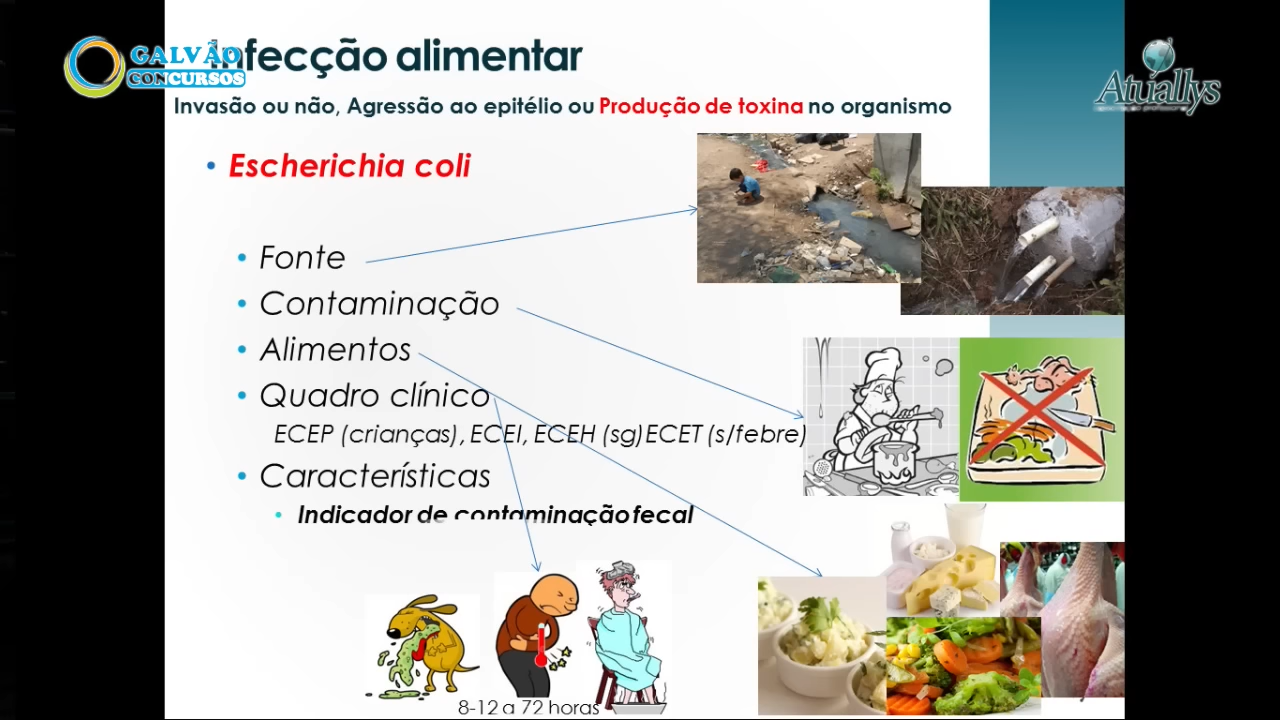 GALVÃO
CONCURSOS
Infecção alimentar
Atuallys
Invasão ou não, Agressão ao epitélio ou Produção de toxina no organismo
• Escherichia coli
• Fonte
• Contaminação
• Alimentos
• Quadro clínico
ECEP (crianças), ECEI, ECEH (sg)ECET (s/febre)
• Características
• Indicador de contaminação fecal
8-12 a 72 horas